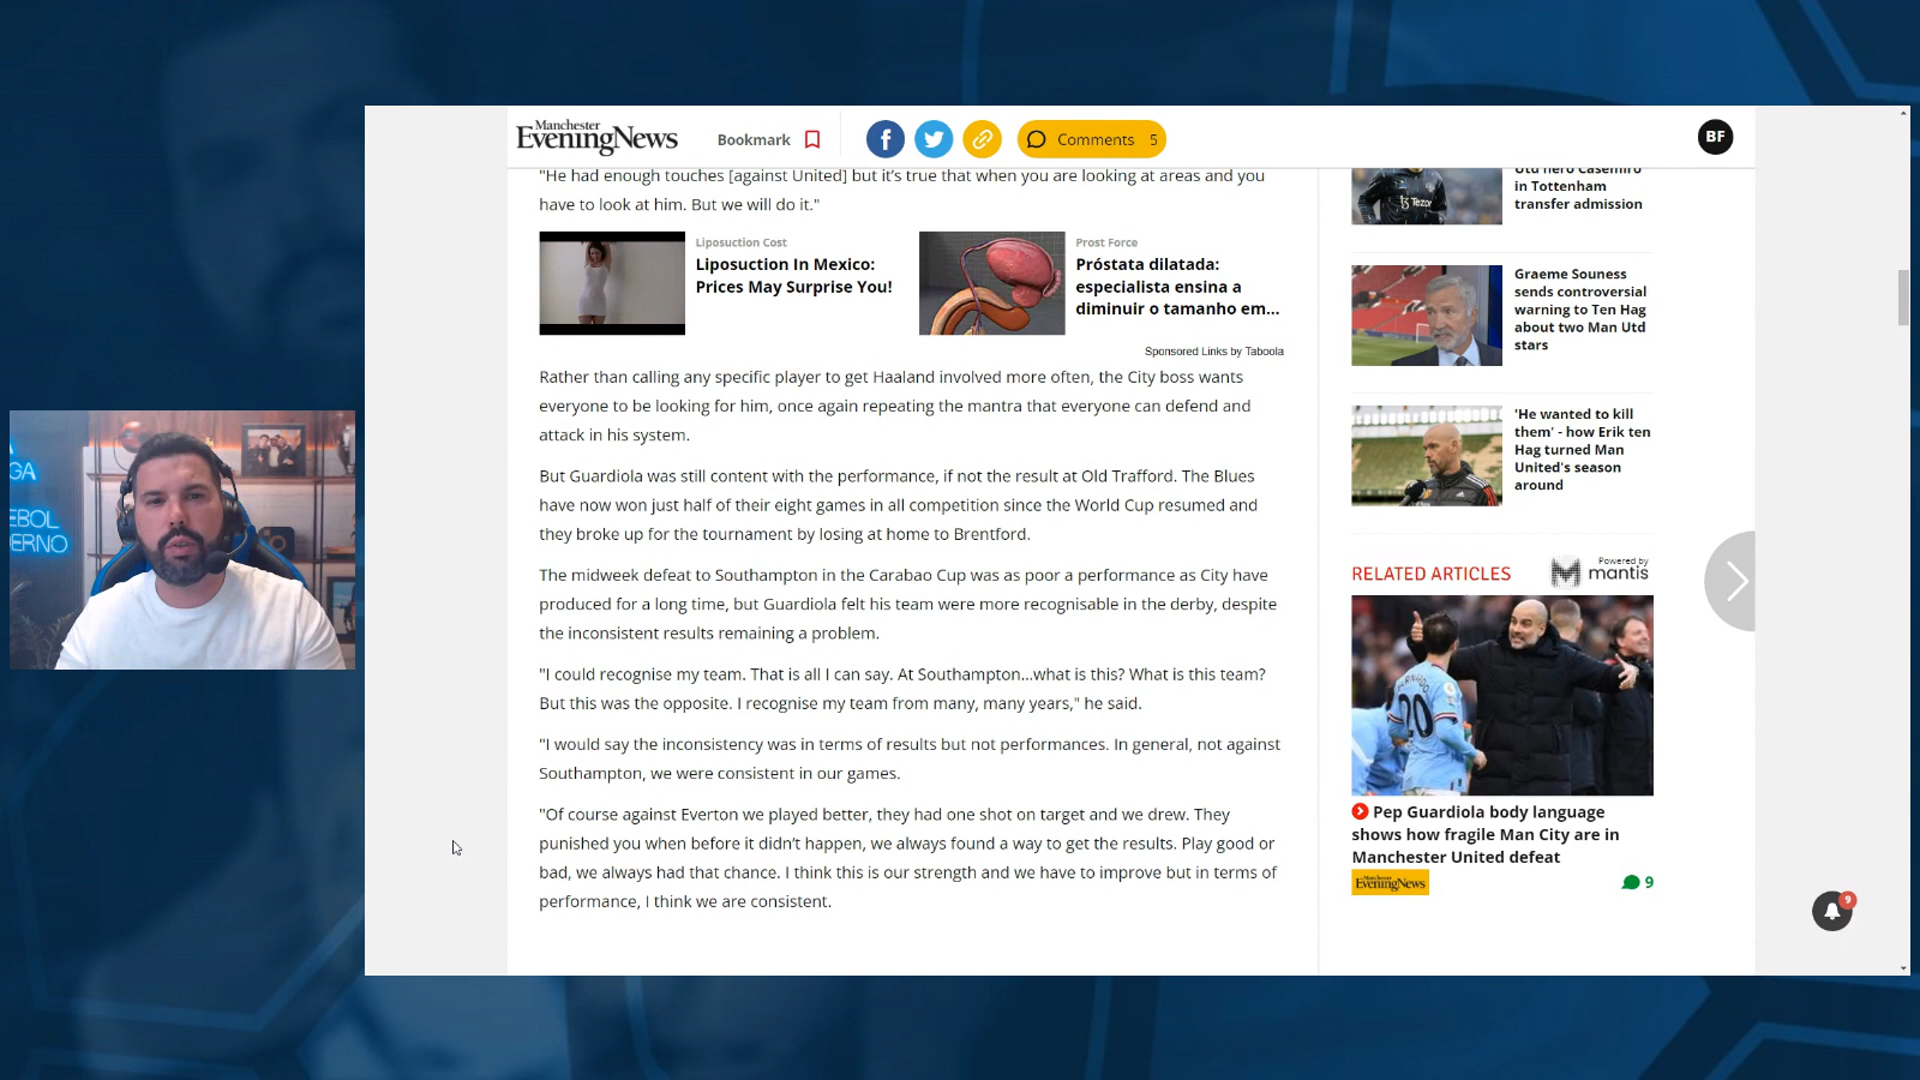 Manchester
EveningNews
Bookmark
Comments 5
BF
"He had enough touches [against United] but it's true that when you are looking at areas and you
have to look at him. But we will do it."
Liposuction Cost
Liposuction In Mexico:
Prices May Surprise You!
Prost Force
Próstata dilatada:
especialista ensina a
diminuir o tamanho em...
Sponsored Links by Taboola
Rather than calling any specific player to get Haaland involved more often, the City boss wants
everyone to be looking for him, once again repeating the mantra that everyone can defend and
attack in his system.
But Guardiola was still content with the performance, if not the result at Old Trafford. The Blues
have now won just half of their eight games in all competition since the World Cup resumed and
they broke up for the tournament by losing at home to Brentford.
The midweek defeat to Southampton in the Carabao Cup was as poor a performance as City have
produced for a long time, but Guardiola felt his team were more recognisable in the derby, despite
the inconsistent results remaining a problem.
"I could recognise my team. That is all I can say. At Southampton...what is this? What is this team?
But this was the opposite. I recognise my team from many, many years," he said.
"I would say the inconsistency was in terms of results but not performances. In general, not against
Southampton, we were consistent in our games.
"Of course against Everton we played better, they had one shot on target and we drew. They
punished you when before it didn't happen, we always found a way to get the results. Play good or
bad, we always had that chance. I think this is our strength and we have to improve but in terms of
performance, I think we are consistent.
Utd hero Casemiro
in Tottenham
transfer admission
Graeme Souness
sends controversial
warning to Ten Hag
about two Man Utd
stars
'He wanted to kill
them' - how Erik ten
Hag turned Man
United's season
around
RELATED ARTICLES
Powered by
mantis
20
Pep Guardiola body language
shows how fragile Man City are in
Manchester United defeat
Manchester
EveningNews
9
9
GA
EBOL
ERNO